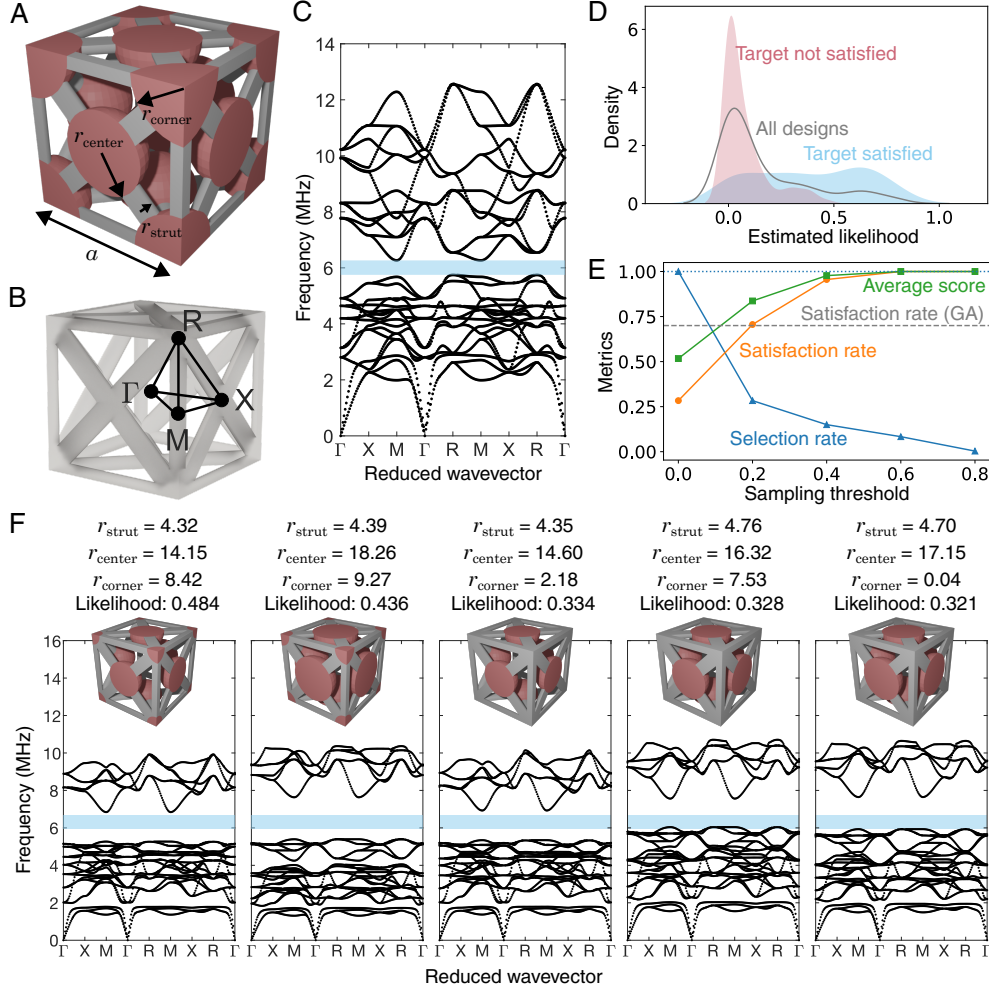 A
r_corner
r_center
r_strut
a
B
R
Γ
X
M
C
Frequency (MHz)
14
12
10
8
6
4
2
0
Γ X M Γ R M X R Γ
Reduced wavevector
D
Density
6
4
2
0
Target not satisfied
All designs
Target satisfied
0.0 0.5 1.0
Estimated likelihood
E
Metrics
1.00
0.75
0.50
0.25
0.00
Average score
Satisfaction rate (GA)
Satisfaction rate
Selection rate
0.0 0.2 0.4 0.6 0.8
Sampling threshold
F
r_strut = 4.32
r_center = 14.15
r_corner = 8.42
Likelihood: 0.484
r_strut = 4.39
r_center = 18.26
r_corner = 9.27
Likelihood: 0.436
r_strut = 4.35
r_center = 14.60
r_corner = 2.18
Likelihood: 0.334
r_strut = 4.76
r_center = 16.32
r_corner = 7.53
Likelihood: 0.328
r_strut = 4.70
r_center = 17.15
r_corner = 0.04
Likelihood: 0.321
Frequency (MHz)
16
14
12
10
8
6
4
2
0
Γ X M Γ R M X R Γ
Γ X M Γ R M X R Γ
Γ X M Γ R M X R Γ
Γ X M Γ R M X R Γ
Γ X M Γ R M X R Γ
Reduced wavevector